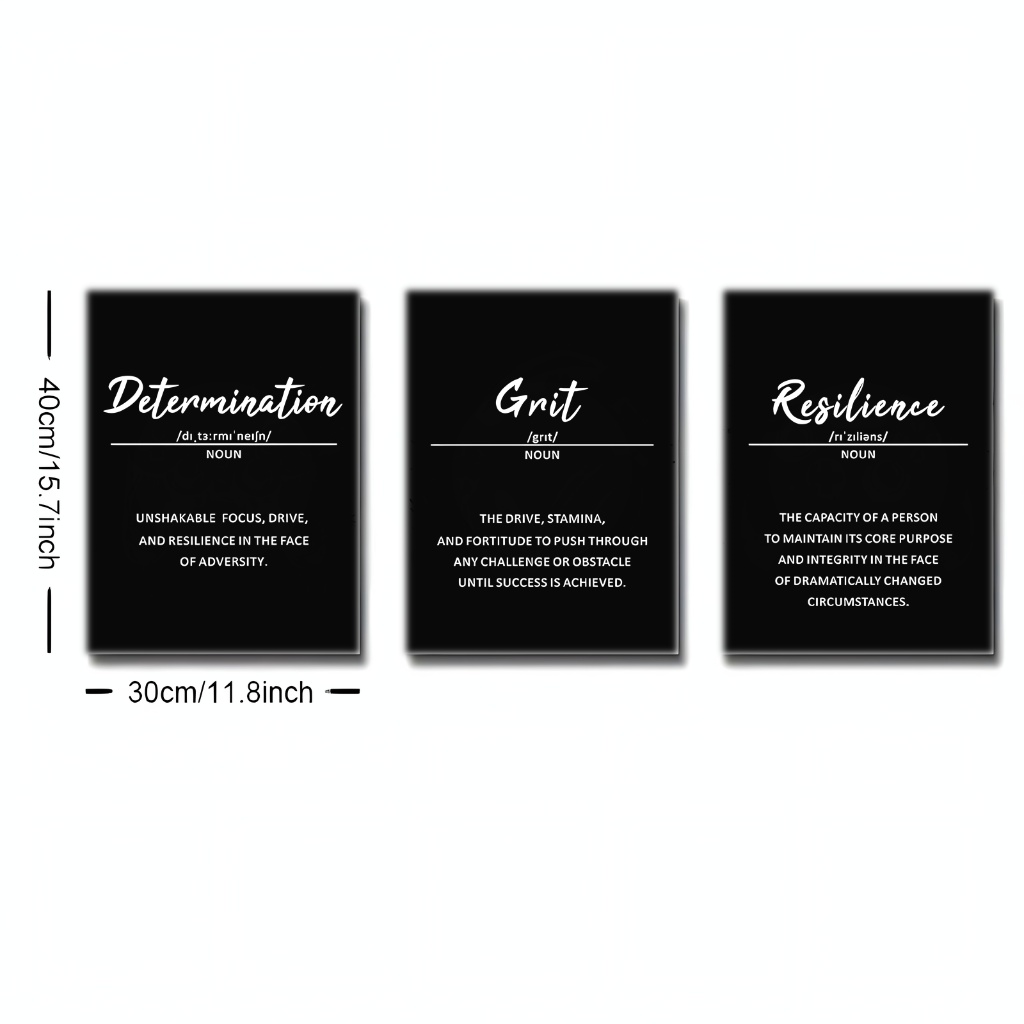 40cm/15.7inch
Determination
/dɪˌtɜːrmɪˈneɪʃn/
NOUN
UNSHAKABLE FOCUS, DRIVE,
AND RESILIENCE IN THE FACE
OF ADVERSITY.
30cm/11.8inch
Grit
/ɡrɪt/
NOUN
THE DRIVE, STAMINA,
AND FORTITUDE TO PUSH THROUGH
ANY CHALLENGE OR OBSTACLE
UNTIL SUCCESS IS ACHIEVED.
Resilience
/rɪˈzɪliəns/
NOUN
THE CAPACITY OF A PERSON
TO MAINTAIN ITS CORE PURPOSE
AND INTEGRITY IN THE FACE
OF DRAMATICALLY CHANGED
CIRCUMSTANCES.